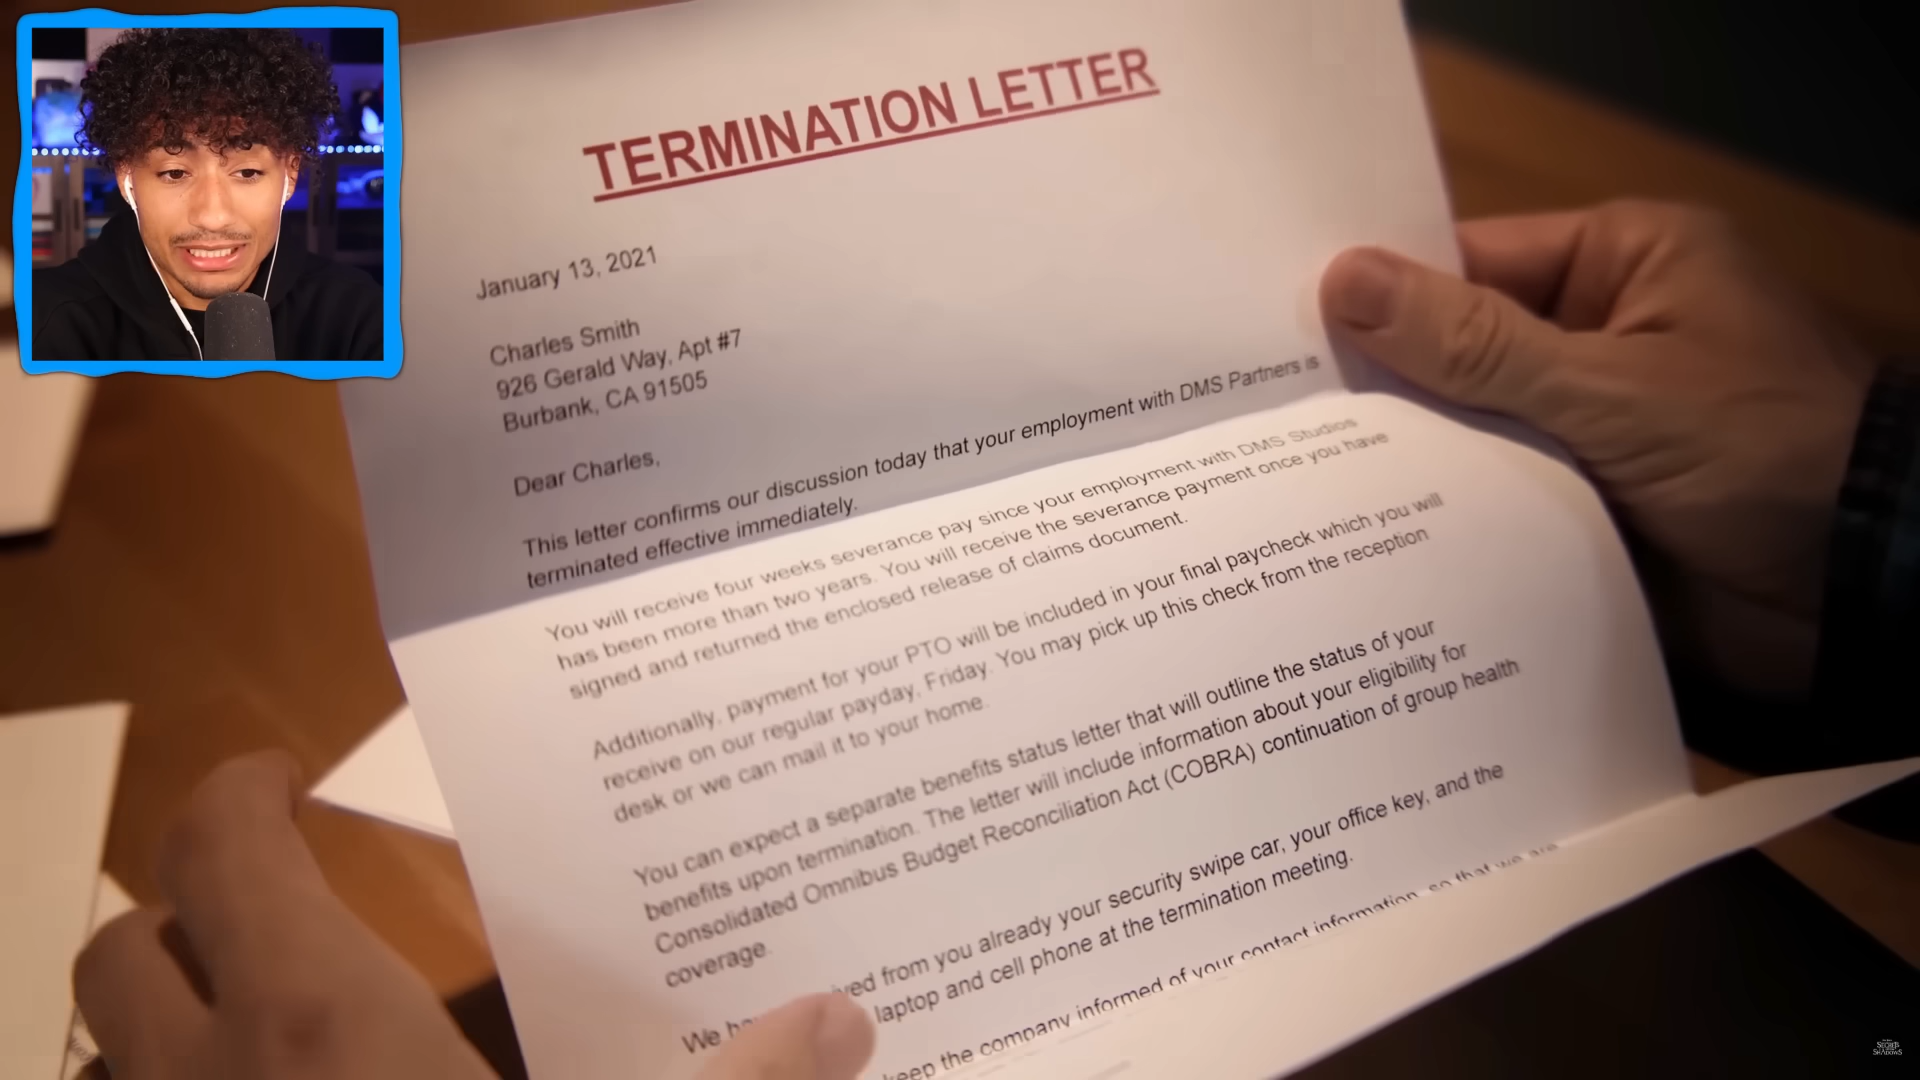 TERMINATION LETTER
January 13, 2021
Charles Smith
926 Gerald Way, Apt #7
Burbank, CA 91505
Dear Charles,
This letter confirms our discussion today that your employment with DMS Partners is
terminated effective immediately.
You will receive four weeks severance pay since your employment with DMS Studios
has been more than two years. You will receive the severance payment once you have
signed and returned the enclosed release of claims document.
Additionally, payment for your PTO will be included in your final paycheck which you will
receive on our regular payday, Friday. You may pick up this check from the reception
desk or we can mail it to your home.
You can expect a separate benefits status letter that will outline the status of your
benefits upon termination. The letter will include information about your eligibility for
Consolidated Omnibus Budget Reconciliation Act (COBRA) continuation of group health
coverage.
We from you already your security swipe car, your office key, and the
laptop and cell phone at the termination meeting.
keep the company informed of your contact information, so that we are
SECRETS
SHADOWS